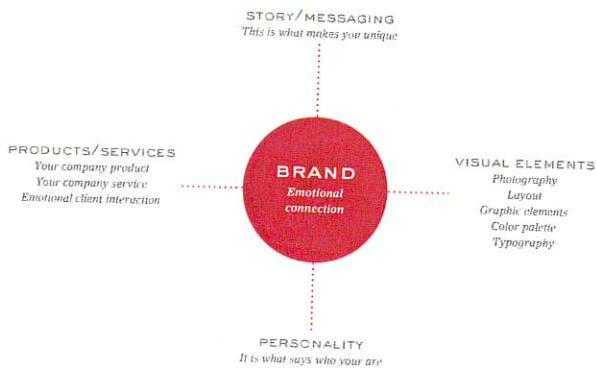 STORY/MESSAGING
This is what makes you unique
PRODUCTS/SERVICES
Your company product
Your company service
Emotional client interaction
BRAND
Emotional
connection
VISUAL ELEMENTS
Photography
Layout
Graphic elements
Color palette
Typography
PERSONALITY
It is what says who your are